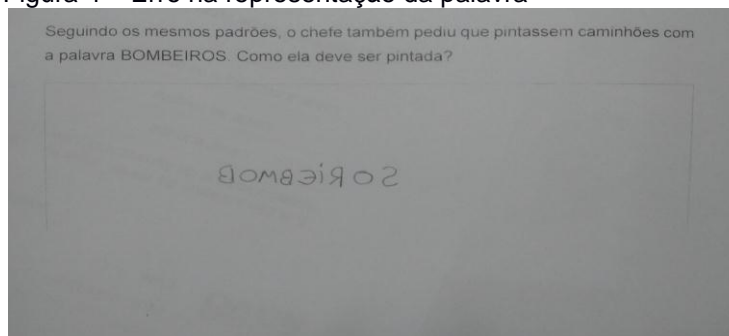 Figura 4 – Erro na representação da palavra
Seguindo os mesmos padrões, o chefe também pediu que pintassem caminhões com
a palavra BOMBEIROS. Como ela deve ser pintada?
BOMBEiROS